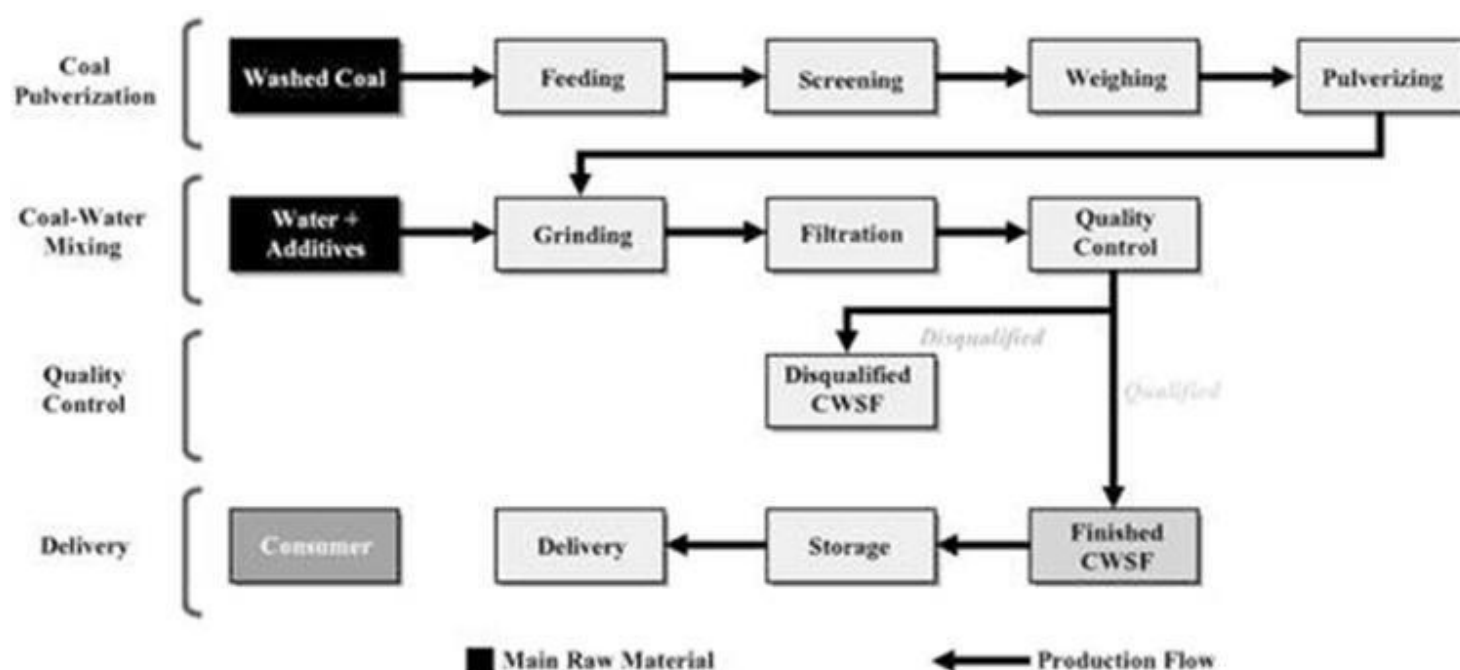 Coal
Pulverization
Washed Coal
Feeding
Screening
Weighing
Pulverizing
Coal-Water
Mixing
Water +
Additives
Grinding
Filtration
Quality
Control
Disqualified
Qualified
Quality
Control
Disqualified
CWSF
Delivery
Consumer
Delivery
Storage
Finished
CWSF
Main Raw Material
Production Flow